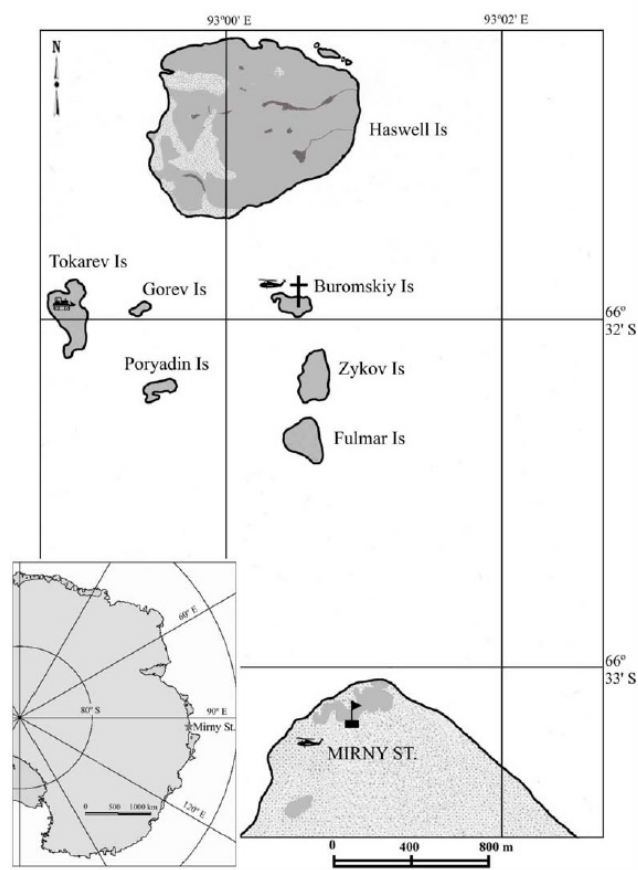 93°00' E
93°02' E
N
Haswell Is
Tokarev Is
Gorev Is
Buromskiy Is
66°
32' S
Poryadin Is
Zykov Is
Fulmar Is
60° E
66°
33' S
80° S
90° E
Mirny St.
MIRNY ST.
0 500 1000 km
120° E
0 400 800 m